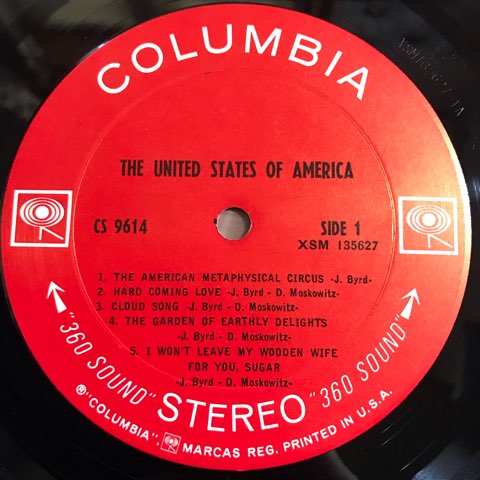 COLUMBIA
THE UNITED STATES OF AMERICA
CS 9614
SIDE 1
XSM 135627
1. THE AMERICAN METAPHYSICAL CIRCUS -J. Byrd-
2. HARD COMING LOVE -J. Byrd - D. Moskowitz-
3. CLOUD SONG -J. Byrd - D. Moskowitz-
4. THE GARDEN OF EARTHLY DELIGHTS
-J. Byrd - D. Moskowitz-
5. I WON'T LEAVE MY WOODEN WIFE
FOR YOU, SUGAR
-J. Byrd - D. Moskowitz-
"360 SOUND" STEREO "360 SOUND"
® "COLUMBIA", MARCAS REG. PRINTED IN U.S.A.